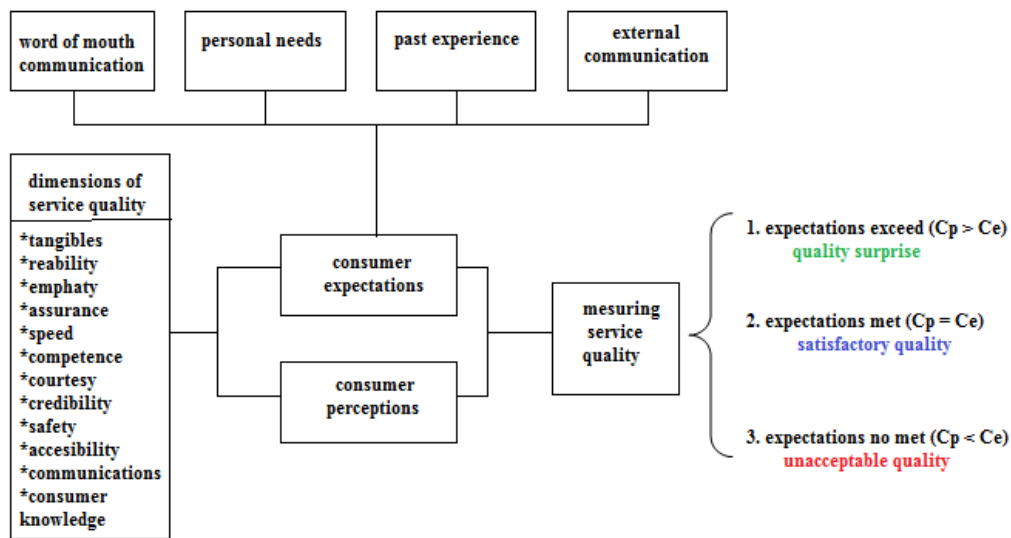 word of mouth
communication
personal needs
past experience
external
communication
dimensions of
service quality
*tangibles
*reability
*emphaty
*assurance
*speed
*competence
*courtesy
*credibility
*safety
*accesibility
*communications
*consumer
knowledge
consumer
expectations
consumer
perceptions
mesuring
service
quality
1. expectations exceed (Cp > Ce)
quality surprise
2. expectations met (Cp = Ce)
satisfactory quality
3. expectations no met (Cp < Ce)
unacceptable quality